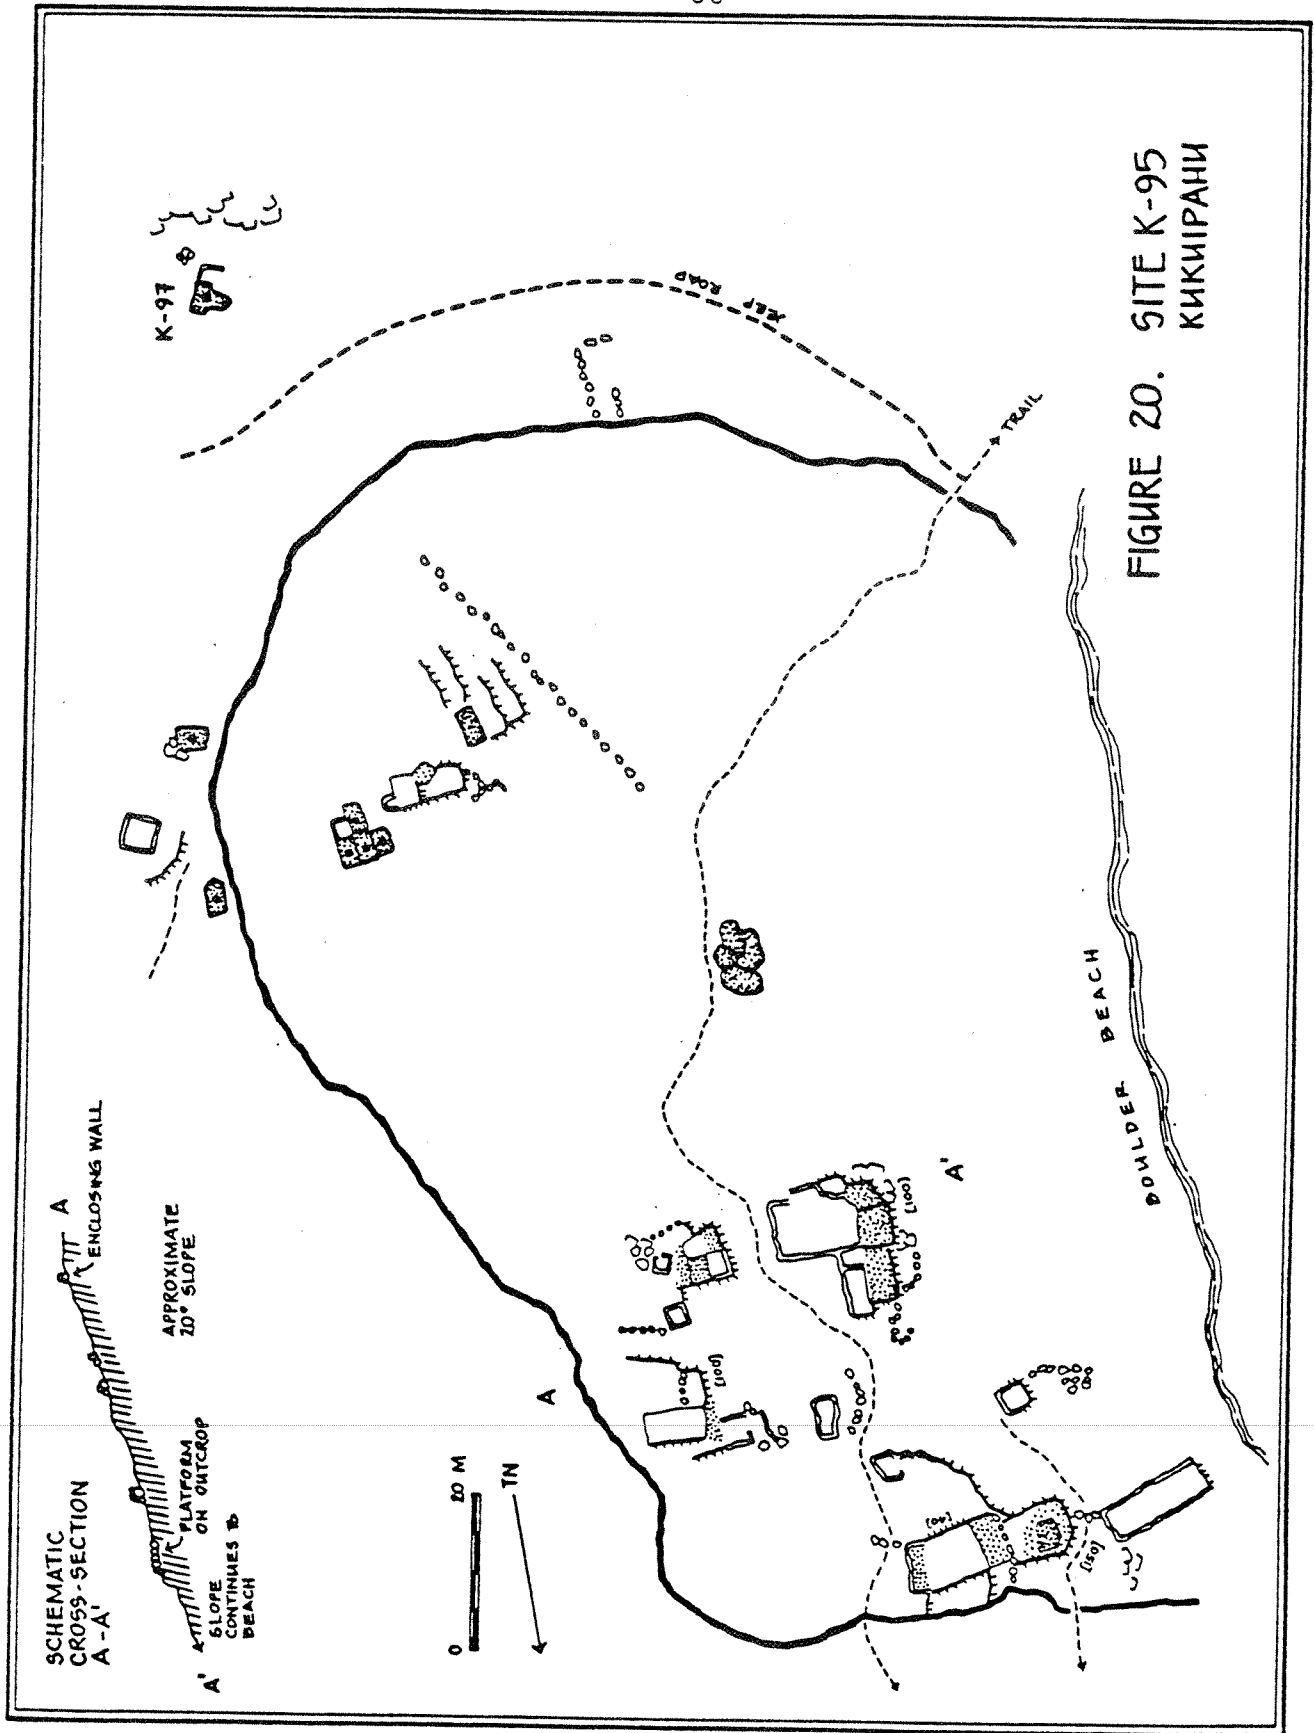 SCHEMATIC
CROSS-SECTION
A-A'
A
ENCLOSING WALL
PLATFORM
ON OUTCROP
APPROXIMATE
20° SLOPE
A'
SLOPE
CONTINUES TO
BEACH
K-97
0 20 M
TN
JEEP ROAD
A
[100]
[100]
A'
[40]
[150]
TRAIL
BOULDER BEACH
FIGURE 20. SITE K-95
KUKUIPAHU